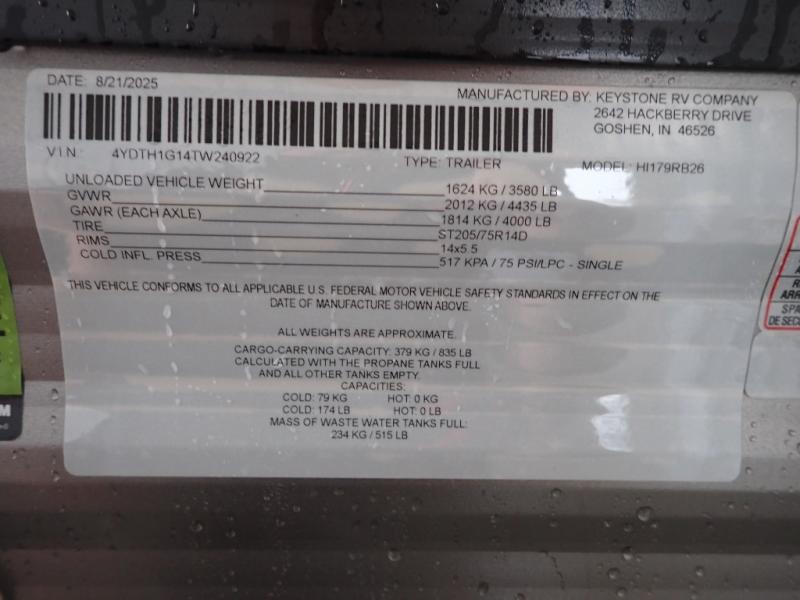 DATE: 8/21/2025
MANUFACTURED BY: KEYSTONE RV COMPANY
2642 HACKBERRY DRIVE
GOSHEN, IN 46526
V I N : 4YDTH1G14TW240922 TYPE: TRAILER MODEL: HI179RB26
UNLOADED VEHICLE WEIGHT 1624 KG / 3580 LB
GVWR 2012 KG / 4435 LB
GAWR (EACH AXLE) 1814 KG / 4000 LB
TIRE ST205/75R14D
RIMS 14x5.5
COLD INFL. PRESS 517 KPA / 75 PSI/LPC - SINGLE
THIS VEHICLE CONFORMS TO ALL APPLICABLE U.S. FEDERAL MOTOR VEHICLE SAFETY STANDARDS IN EFFECT ON THE
DATE OF MANUFACTURE SHOWN ABOVE.
ALL WEIGHTS ARE APPROXIMATE.
CARGO-CARRYING CAPACITY: 379 KG / 835 LB
CALCULATED WITH THE PROPANE TANKS FULL
AND ALL OTHER TANKS EMPTY.
CAPACITIES:
COLD: 79 KG HOT: 0 KG
COLD: 174 LB HOT: 0 LB
MASS OF WASTE WATER TANKS FULL:
234 KG / 515 LB
ARR
SPA
DE SEC